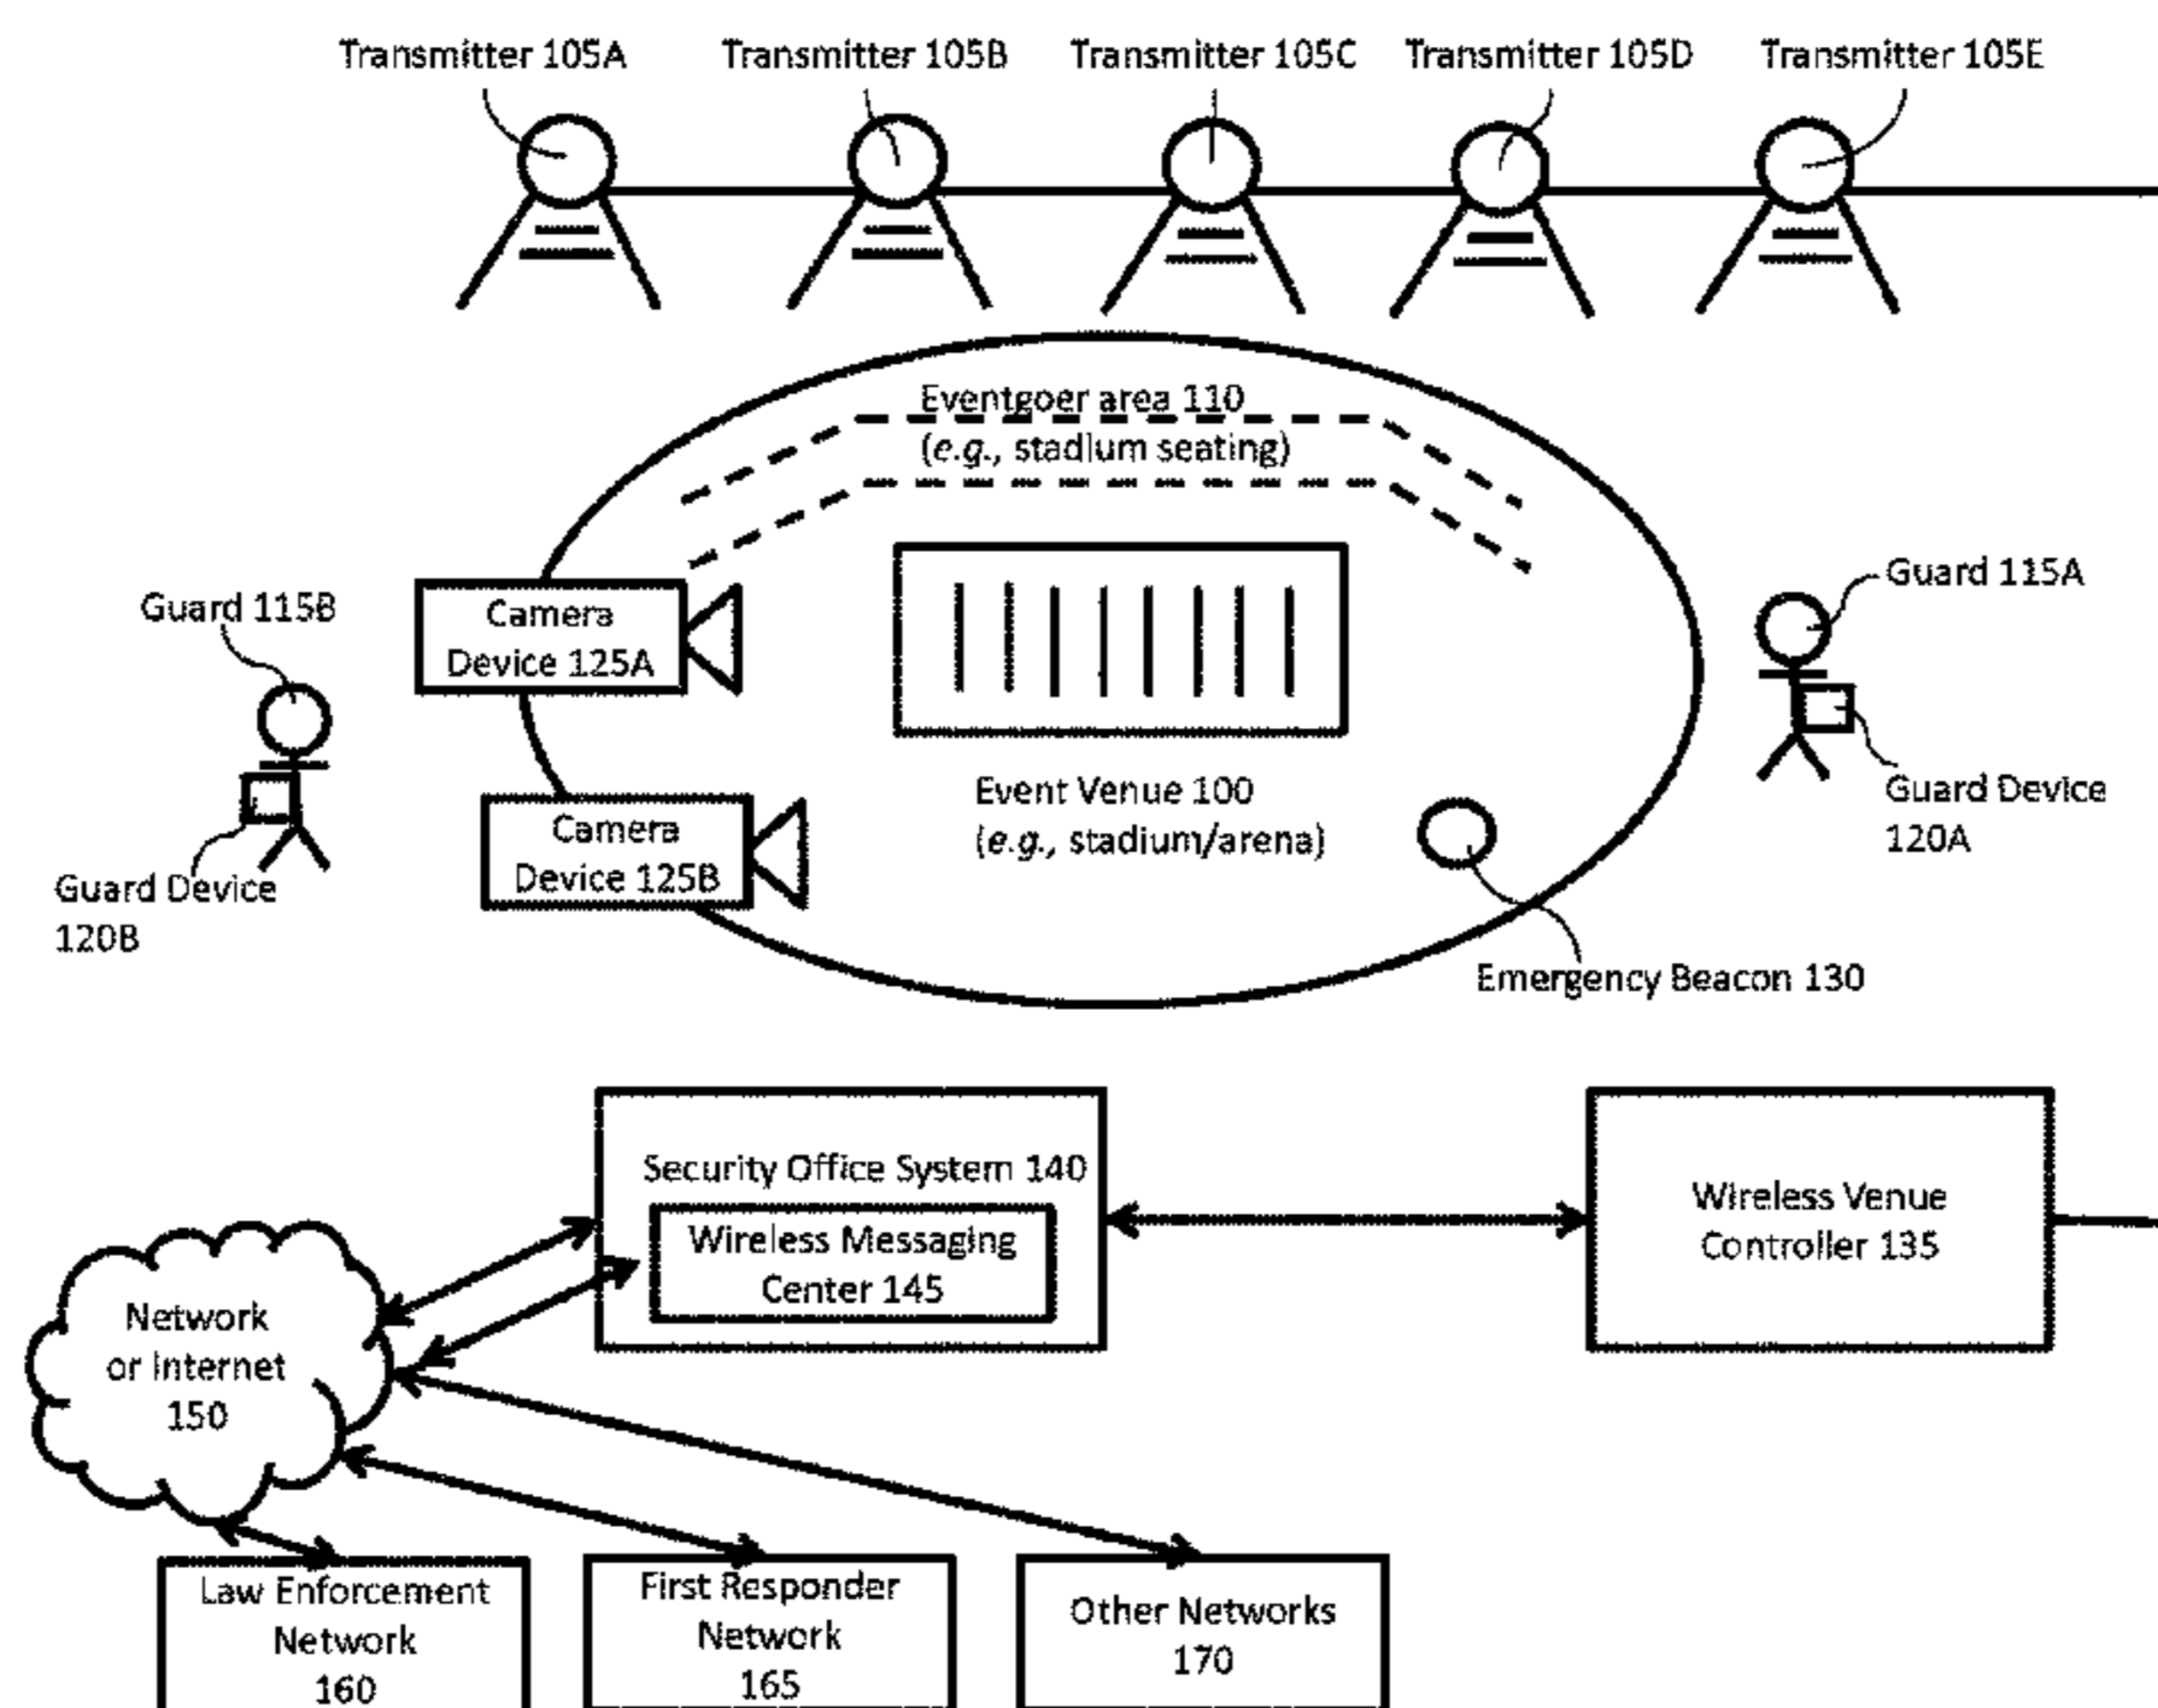 Transmitter 105A
Transmitter 105B
Transmitter 105C
Transmitter 105D
Transmitter 105E
Eventgoer area 110
(e.g., stadium seating)
Guard 115B
Camera
Device 125A
Guard 115A
Guard Device
120B
Camera
Device 125B
Event Venue 100
(e.g., stadium/arena)
Guard Device
120A
Emergency Beacon 130
Security Office System 140
Wireless Messaging
Center 145
Wireless Venue
Controller 135
Network
or Internet
150
Law Enforcement
Network
160
First Responder
Network
165
Other Networks
170